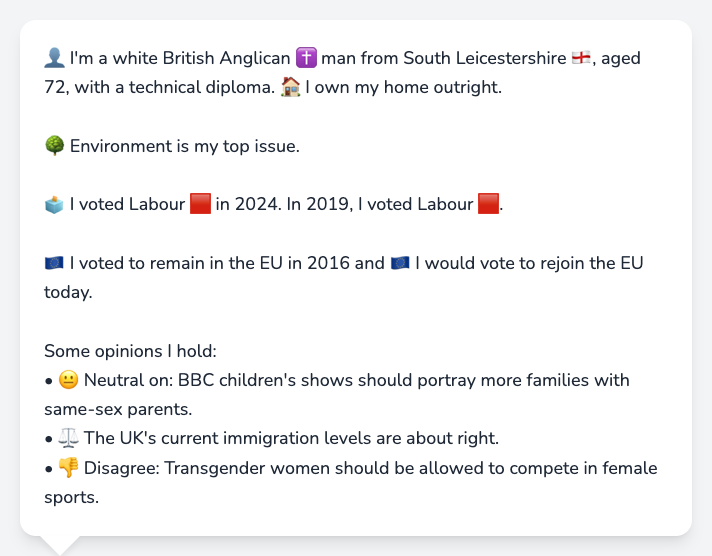 👤 I'm a white British Anglican ✝️ man from South Leicestershire 🏴󠁧󠁢󠁥󠁮󠁧󠁿, aged
72, with a technical diploma. 🏠 I own my home outright.
🌳 Environment is my top issue.
🗳️ I voted Labour 🟥 in 2024. In 2019, I voted Labour 🟥.
🇪🇺 I voted to remain in the EU in 2016 and 🇪🇺 I would vote to rejoin the EU
today.
Some opinions I hold:
• 😐 Neutral on: BBC children's shows should portray more families with
same-sex parents.
• ⚖️ The UK's current immigration levels are about right.
• 👎 Disagree: Transgender women should be allowed to compete in female
sports.